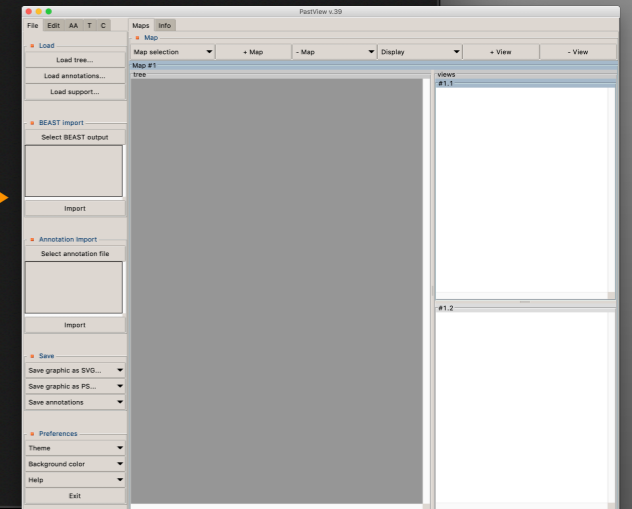 PastView v.39
File Edit AA T C
Maps Info
Load
Load tree...
Load annotations...
Load support...
BEAST import
Select BEAST output
Import
Annotation Import
Select annotation file
Import
Save
Save graphic as SVG...
Save graphic as PS...
Save annotations
Preferences
Theme
Background color
Help
Exit
Map
Map selection + Map - Map Display + View - View
Map #1
tree
views
#1.1
#1.2